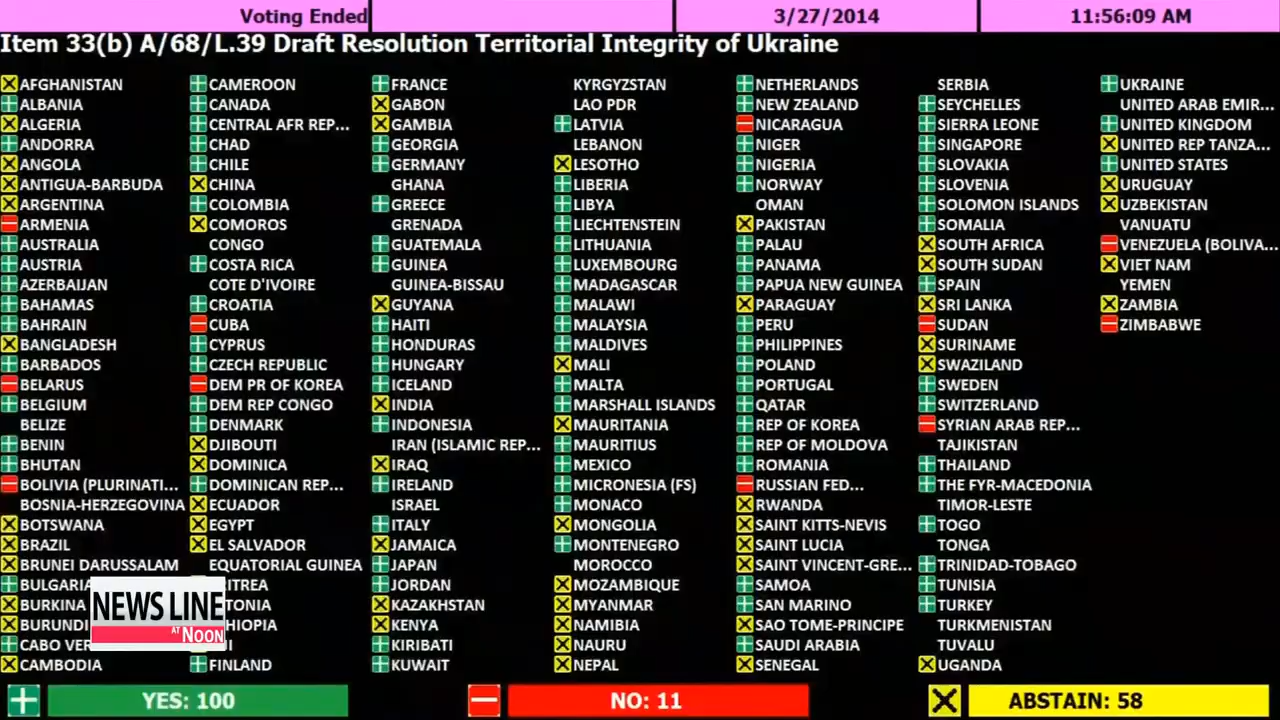 Voting Ended
3/27/2014
11:56:09 AM
Item 33(b) A/68/L.39 Draft Resolution Territorial Integrity of Ukraine
AFGHANISTAN
ALBANIA
ALGERIA
ANDORRA
ANGOLA
ANTIGUA-BARBUDA
ARGENTINA
ARMENIA
AUSTRALIA
AUSTRIA
AZERBAIJAN
BAHAMAS
BAHRAIN
BANGLADESH
BARBADOS
BELARUS
BELGIUM
BELIZE
BENIN
BHUTAN
BOLIVIA (PLURINATI...
BOSNIA-HERZEGOVINA
BOTSWANA
BRAZIL
BRUNEI DARUSSALAM
BULGARIA
BURKINA
BURUNDI
CABO VER
CAMBODIA
CAMEROON
CANADA
CENTRAL AFR REP...
CHAD
CHILE
CHINA
COLOMBIA
COMOROS
CONGO
COSTA RICA
COTE D'IVOIRE
CROATIA
CUBA
CYPRUS
CZECH REPUBLIC
DEM PR OF KOREA
DEM REP CONGO
DENMARK
DJIBOUTI
DOMINICA
DOMINICAN REP...
ECUADOR
EGYPT
EL SALVADOR
EQUATORIAL GUINEA
ITREA
TONIA
HIOPIA
FINLAND
FRANCE
GABON
GAMBIA
GEORGIA
GERMANY
GHANA
GREECE
GRENADA
GUATEMALA
GUINEA
GUINEA-BISSAU
GUYANA
HAITI
HONDURAS
HUNGARY
ICELAND
INDIA
INDONESIA
IRAN (ISLAMIC REP...
IRAQ
IRELAND
ISRAEL
ITALY
JAMAICA
JAPAN
JORDAN
KAZAKHSTAN
KENYA
KIRIBATI
KUWAIT
KYRGYZSTAN
LAO PDR
LATVIA
LEBANON
LESOTHO
LIBERIA
LIBYA
LIECHTENSTEIN
LITHUANIA
LUXEMBOURG
MADAGASCAR
MALAWI
MALAYSIA
MALDIVES
MALI
MALTA
MARSHALL ISLANDS
MAURITANIA
MAURITIUS
MEXICO
MICRONESIA (FS)
MONACO
MONGOLIA
MONTENEGRO
MOROCCO
MOZAMBIQUE
MYANMAR
NAMIBIA
NAURU
NEPAL
NETHERLANDS
NEW ZEALAND
NICARAGUA
NIGER
NIGERIA
NORWAY
OMAN
PAKISTAN
PALAU
PANAMA
PAPUA NEW GUINEA
PARAGUAY
PERU
PHILIPPINES
POLAND
PORTUGAL
QATAR
REP OF KOREA
REP OF MOLDOVA
ROMANIA
RUSSIAN FED...
RWANDA
SAINT KITTS-NEVIS
SAINT LUCIA
SAINT VINCENT-GRE...
SAMOA
SAN MARINO
SAO TOME-PRINCIPE
SAUDI ARABIA
SENEGAL
SERBIA
SEYCHELLES
SIERRA LEONE
SINGAPORE
SLOVAKIA
SLOVENIA
SOLOMON ISLANDS
SOMALIA
SOUTH AFRICA
SOUTH SUDAN
SPAIN
SRI LANKA
SUDAN
SURINAME
SWAZILAND
SWEDEN
SWITZERLAND
SYRIAN ARAB REP...
TAJIKISTAN
THAILAND
THE FYR-MACEDONIA
TIMOR-LESTE
TOGO
TONGA
TRINIDAD-TOBAGO
TUNISIA
TURKEY
TURKMENISTAN
TUVALU
UGANDA
UKRAINE
UNITED ARAB EMIR...
UNITED KINGDOM
UNITED REP TANZA...
UNITED STATES
URUGUAY
UZBEKISTAN
VANUATU
VENEZUELA (BOLIVA...
VIET NAM
YEMEN
ZAMBIA
ZIMBABWE
NEWS LINE
AT NOON
YES: 100
NO: 11
ABSTAIN: 58